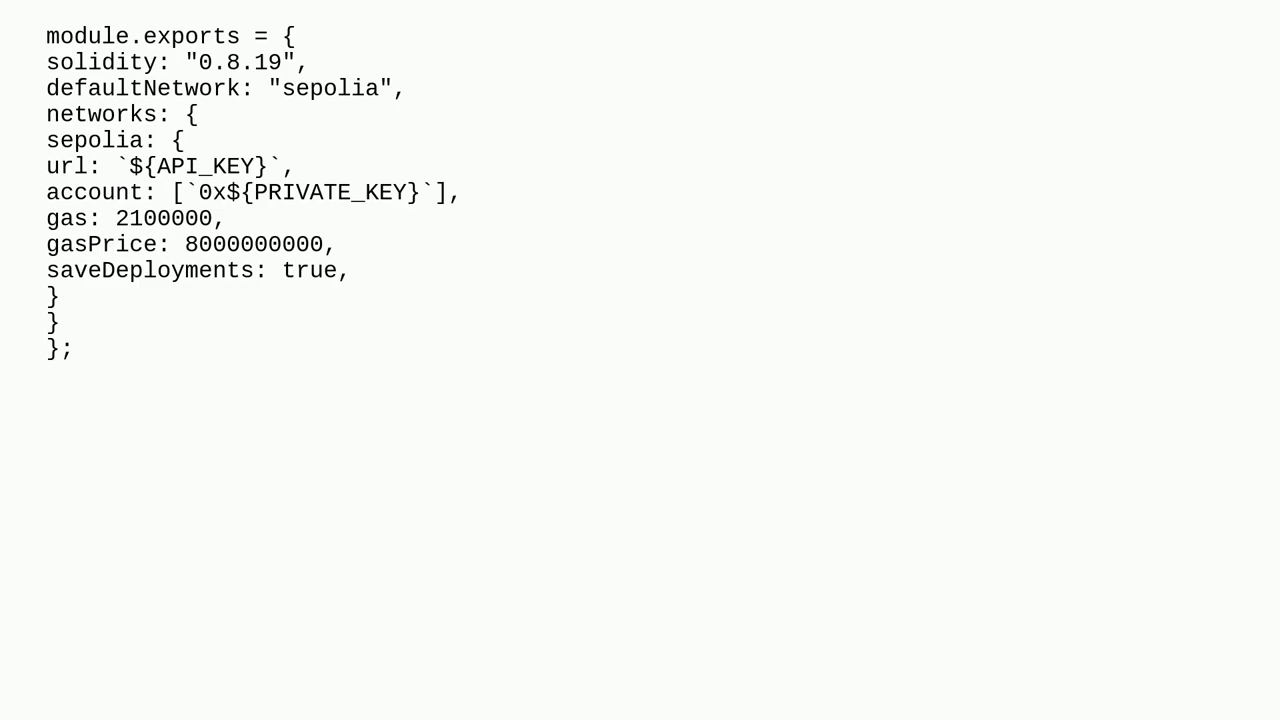 module.exports = {
solidity: "0.8.19",
defaultNetwork: "sepolia",
networks: {
sepolia: {
url: `${API_KEY}`,
account: [`0x${PRIVATE_KEY}`],
gas: 2100000,
gasPrice: 8000000000,
saveDeployments: true,
}
}
};